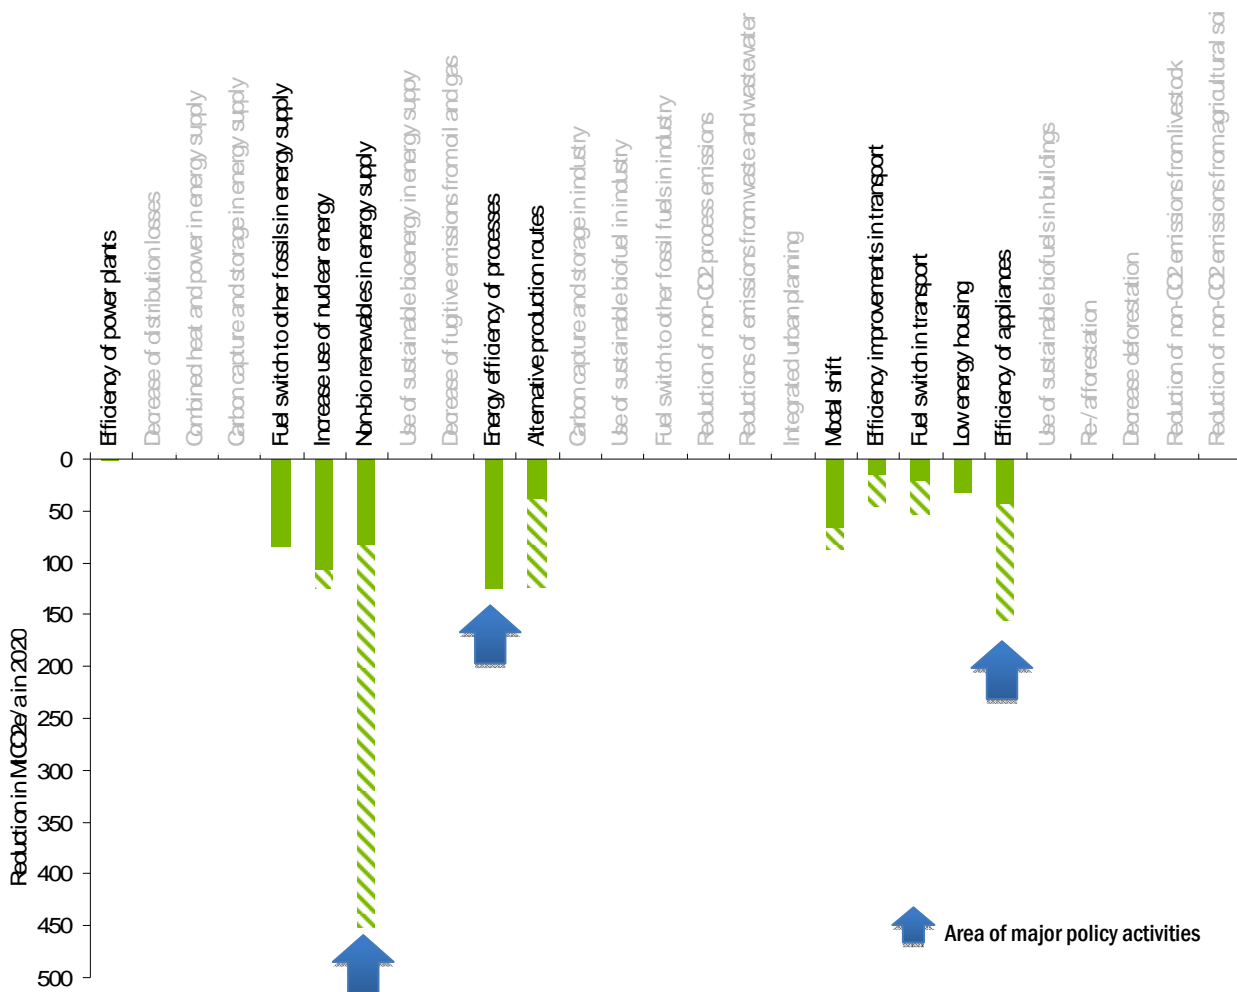 Efficiency of power plants
Decrease of distribution losses
Combined heat and power in energy supply
Carbon capture and storage in energy supply
Fuel switch to other fossils in energy supply
Increase use of nuclear energy
Non-bio renewables in energy supply
Use of sustainable bioenergy in energy suppy
Decrease of fugitive emissions from oil and gas
Energy efficiency of processes
Alternative production routes
Carbon capture and storage in industry
Use of sustainable biofuel in industry
Fuel switch to other fossil fuels in industry
Reduction of non-CO2 process emissions
Reductions of emissions from waste and wastewater
Integrated urban planning
Modal shift
Efficiency improvements in transport
Fuel switch in transport
Low energy housing
Efficiency of appliances
Use of sustainable biofuels in buildings
Re-/ afforestation
Decrease deforestation
Reduction of non-CO2 emissions from livestock
Reduction of non-CO2 emissions from agricultural soi
Reduction in MtCO2e/ a in 2020
0
50
100
150
200
250
300
350
400
450
500
Area of major policy activities